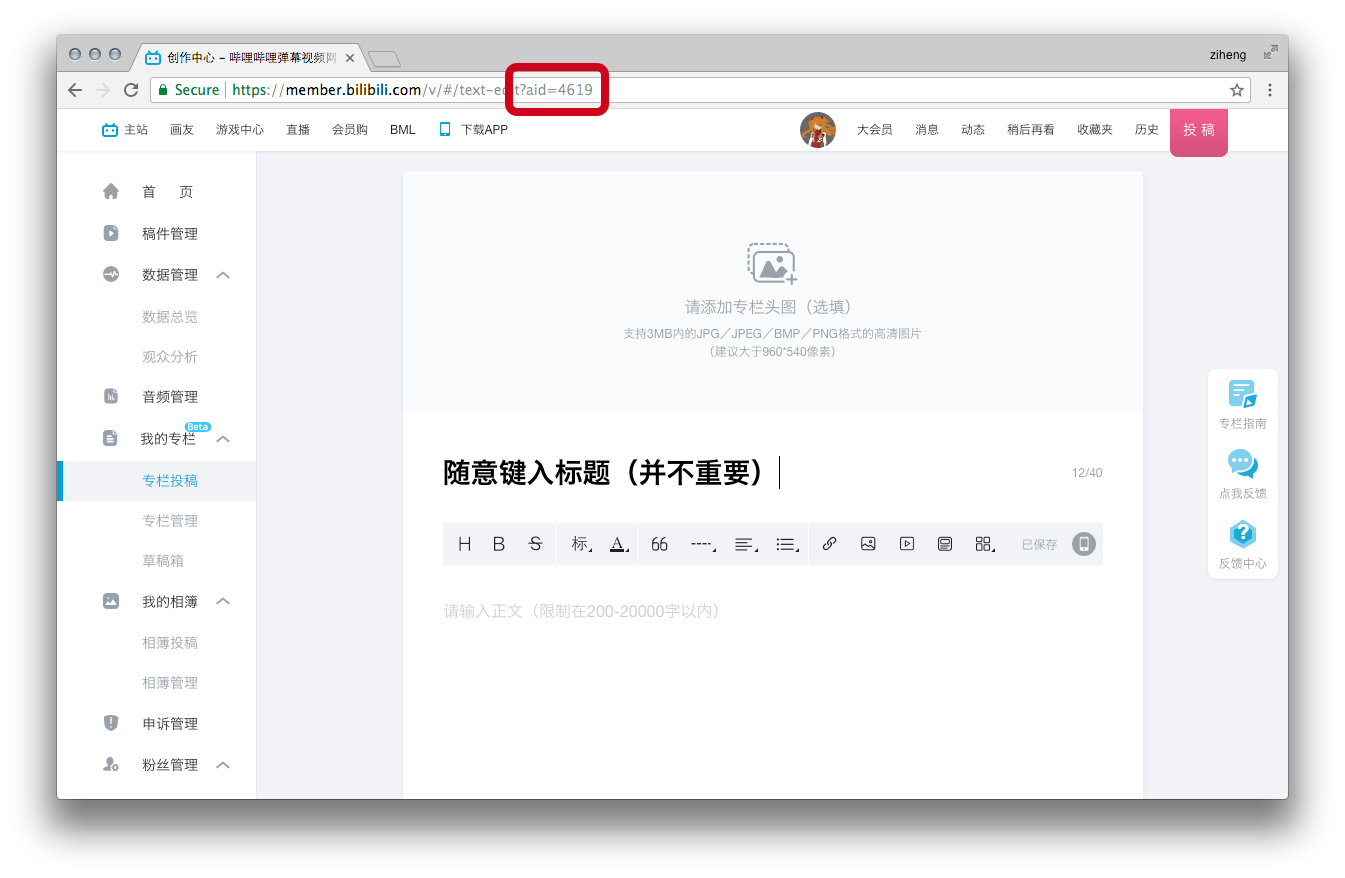 创作中心 – 哔哩哔哩弹幕视频网
ziheng
Secure https://member.bilibili.com/v/#/text-edit?aid=4619
主站 画友 游戏中心 直播 会员购 BML 下载APP 大会员 消息 动态 稍后再看 收藏夹 历史 投 稿
首 页
稿件管理
数据管理
数据总览
观众分析
音频管理
我的专栏 Beta
专栏投稿
专栏管理
草稿箱
我的相簿
相簿投稿
相簿管理
申诉管理
粉丝管理
请添加专栏头图（选填）
支持3MB内的JPG／JPEG／BMP／PNG格式的高清图片
（建议大于960*540像素）
随意键入标题（并不重要）
12/40
H B S 标 A 66 已保存
请输入正文（限制在200-20000字以内）
专栏指南
点我反馈
反馈中心